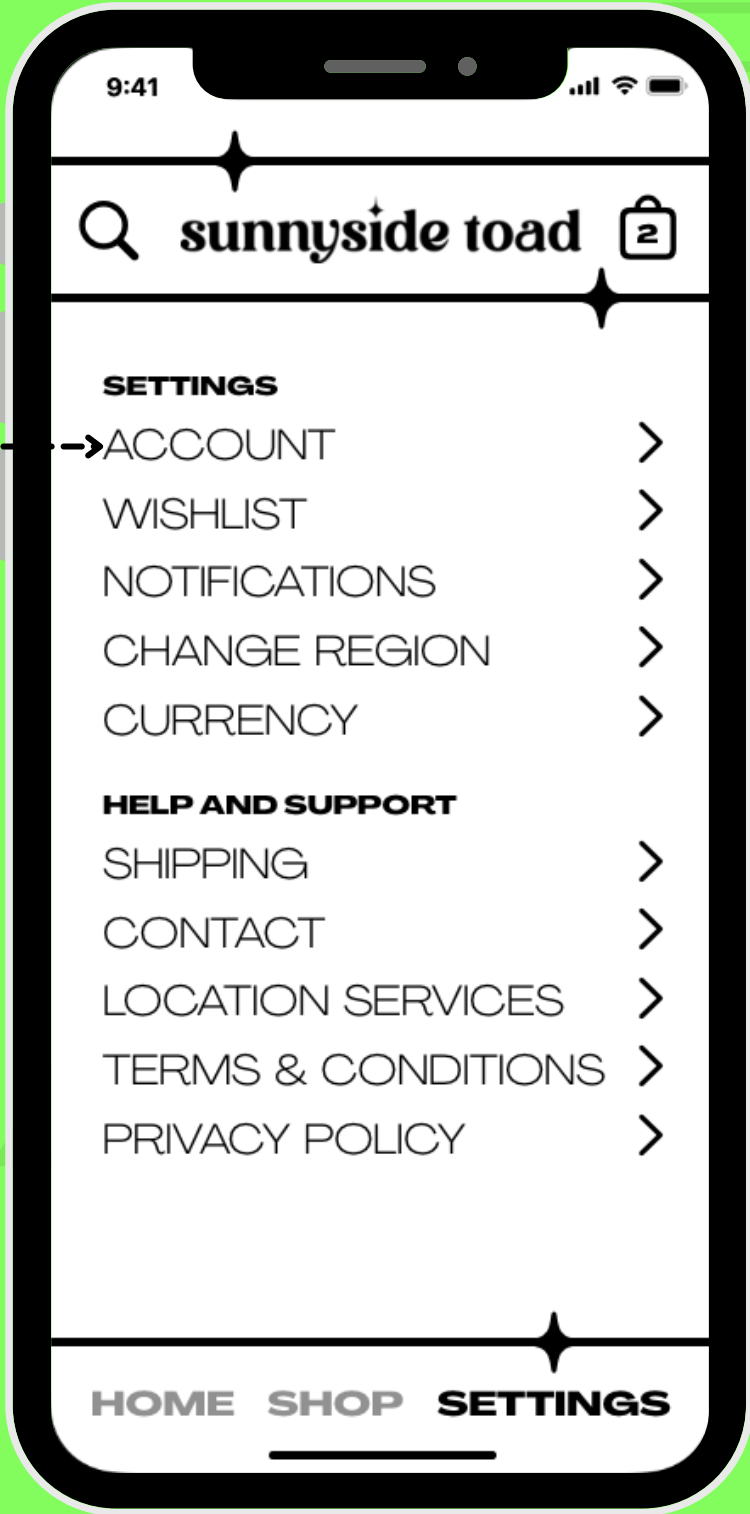 9:41
sunnyside toad
2
SETTINGS
ACCOUNT
WISHLIST
NOTIFICATIONS
CHANGE REGION
CURRENCY
HELP AND SUPPORT
SHIPPING
CONTACT
LOCATION SERVICES
TERMS & CONDITIONS
PRIVACY POLICY
HOME SHOP SETTINGS